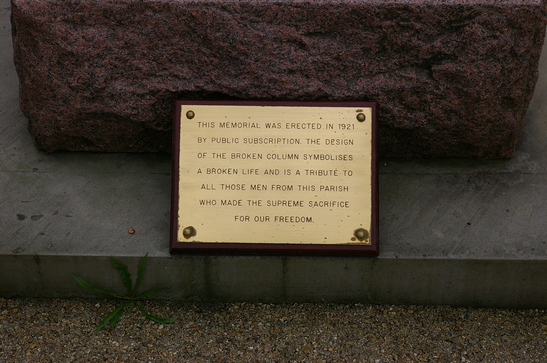 THIS MEMORIAL WAS ERECTED IN 1921
BY PUBLIC SUBSCRIPTION. THE DESIGN
OF THE BROKEN COLUMN SYMBOLISES
A BROKEN LIFE AND IS A TRIBUTE TO
ALL THOSE MEN FROM THIS PARISH
WHO MADE THE SUPREME SACRIFICE
FOR OUR FREEDOM.